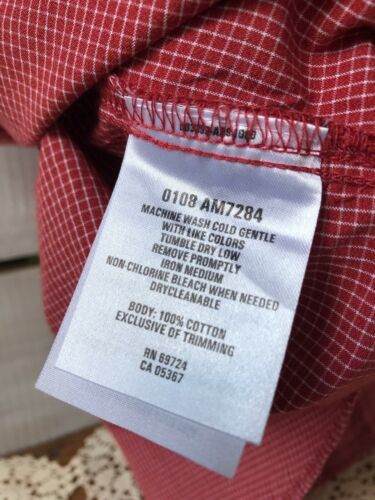 0108 AM7284
MACHINE WASH COLD GENTLE
WITH LIKE COLORS
TUMBLE DRY LOW
REMOVE PROMPTLY
IRON MEDIUM
NON-CHLORINE BLEACH WHEN NEEDED
DRYCLEANABLE
BODY: 100% COTTON
EXCLUSIVE OF TRIMMING
RN 69724
CA 05367